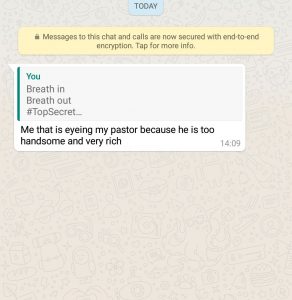 TODAY
Messages to this chat and calls are now secured with end-to-end
encryption. Tap for more info.
You
Breath in
Breath out
#TopSecret...
Me that is eyeing my pastor because he is too
handsome and very rich
14:09